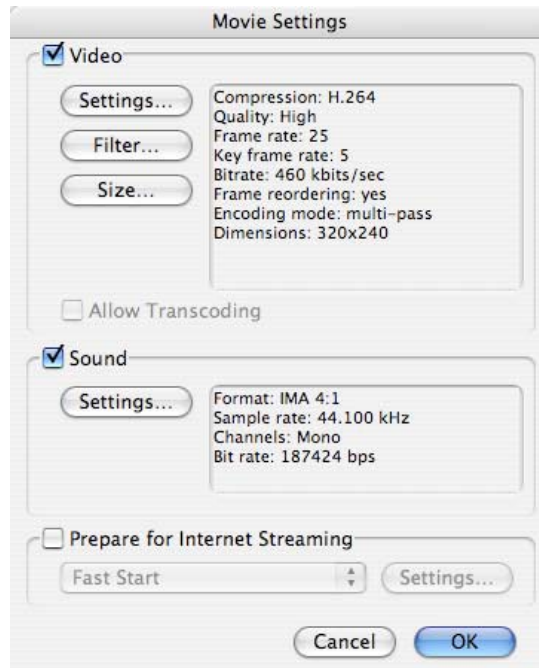 Movie Settings
Video
Settings...
Filter...
Size...
Compression: H.264
Quality: High
Frame rate: 25
Key frame rate: 5
Bitrate: 460 kbits/sec
Frame reordering: yes
Encoding mode: multi-pass
Dimensions: 320x240
Allow Transcoding
Sound
Settings...
Format: IMA 4:1
Sample rate: 44.100 kHz
Channels: Mono
Bit rate: 187424 bps
Prepare for Internet Streaming
Fast Start
Settings...
Cancel
OK